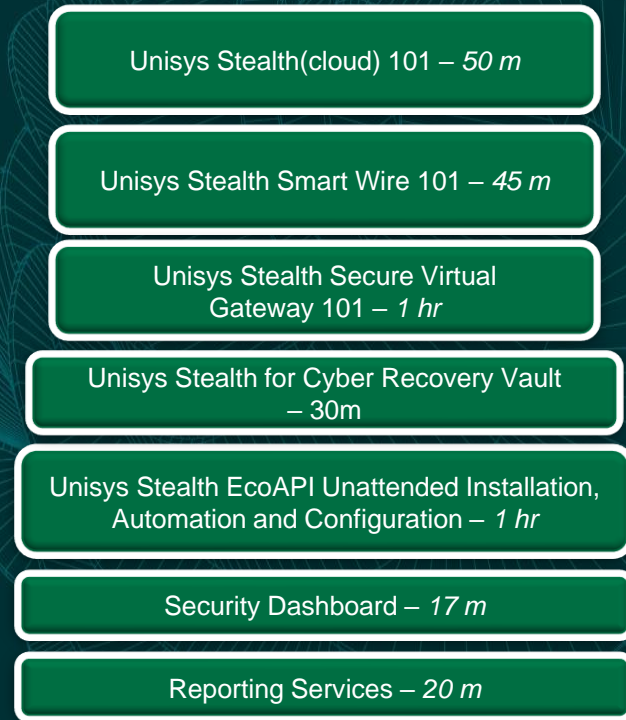 Unisys Stealth(cloud) 101 – 50 m
Unisys Stealth Smart Wire 101 – 45 m
Unisys Stealth Secure Virtual
Gateway 101 – 1 hr
Unisys Stealth for Cyber Recovery Vault
– 30m
Unisys Stealth EcoAPI Unattended Installation,
Automation and Configuration – 1 hr
Security Dashboard – 17 m
Reporting Services – 20 m